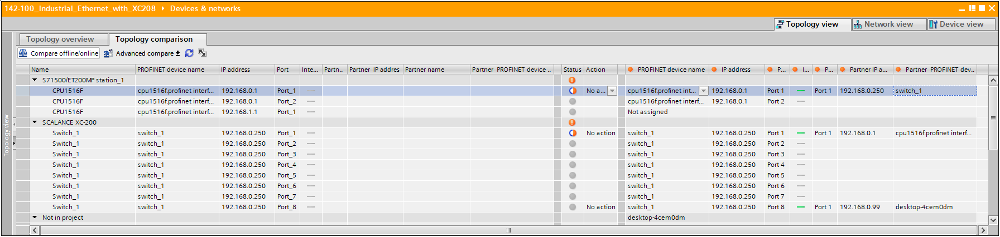 142-100_Industrial_Ethernet_with_XC208 Devices & networks
Topology view Network view Device view
Topology overview Topology comparison
Compare offline/online Advanced compare
Name PROFINET device name IP address Port Inte... Partn.. Partner IP addres Partner name Partner PROFINET device .. Status Action PROFINET device name IP address P... I... P... Partner IP a... Partner PROFINET dev..
S71500/ET200MP station_1
CPU1516F cpu1516f.profinet interf... 192.168.0.1 Port_1 No a... cpu1516f.profinet int... 192.168.0.1 Port 1 Port 1 192.168.0.250 switch_1
CPU1516F cpu1516f.profinet interf... 192.168.0.1 Port_2 cpu1516f.profinet interf... 192.168.0.1 Port 2
CPU1516F cpu1516f.profinet interf... 192.168.1.1 Port_1 Not assigned
SCALANCE XC-200
Switch_1 switch_1 192.168.0.250 Port_1 No action switch_1 192.168.0.250 Port 1 Port 1 192.168.0.1 cpu1516f.profinet interf...
Switch_1 switch_1 192.168.0.250 Port_2 switch_1 192.168.0.250 Port 2
Switch_1 switch_1 192.168.0.250 Port_3 switch_1 192.168.0.250 Port 3
Switch_1 switch_1 192.168.0.250 Port_4 switch_1 192.168.0.250 Port 4
Switch_1 switch_1 192.168.0.250 Port_5 switch_1 192.168.0.250 Port 5
Switch_1 switch_1 192.168.0.250 Port_6 switch_1 192.168.0.250 Port 6
Switch_1 switch_1 192.168.0.250 Port_7 switch_1 192.168.0.250 Port 7
Switch_1 switch_1 192.168.0.250 Port_8 No action switch_1 192.168.0.250 Port 8 Port 1 192.168.0.99 desktop-4cem0dm
Not in project desktop-4cem0dm
Topology view